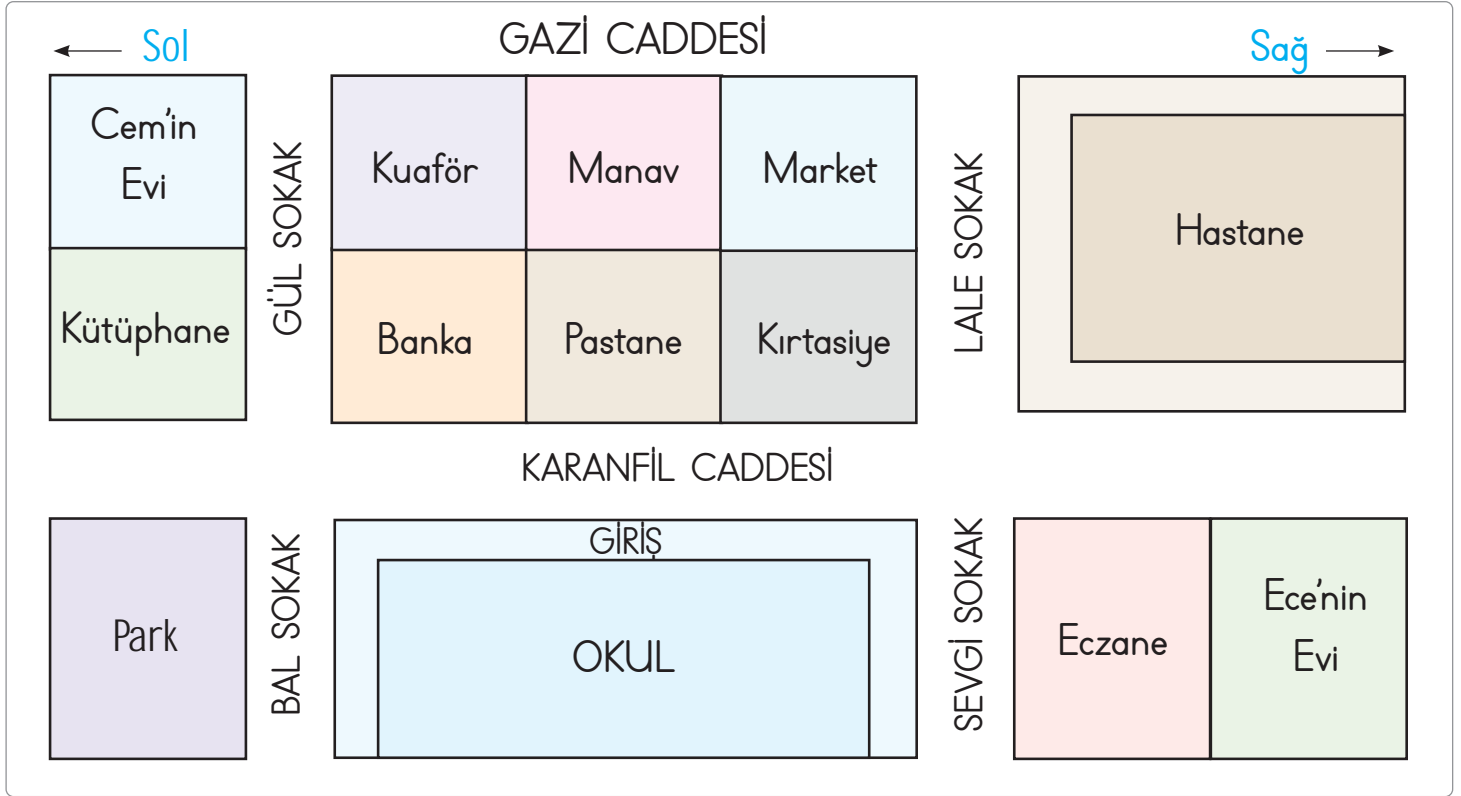 Sol
GAZİ CADDESİ
Sağ
Cem'in
Evi
GÜL SOKAK
Kuaför
Manav
Market
LALE SOKAK
Hastane
Kütüphane
Banka
Pastane
Kırtasiye
KARANFİL CADDESİ
Park
BAL SOKAK
GİRİŞ
OKUL
SEVGİ SOKAK
Eczane
Ece'nin
Evi